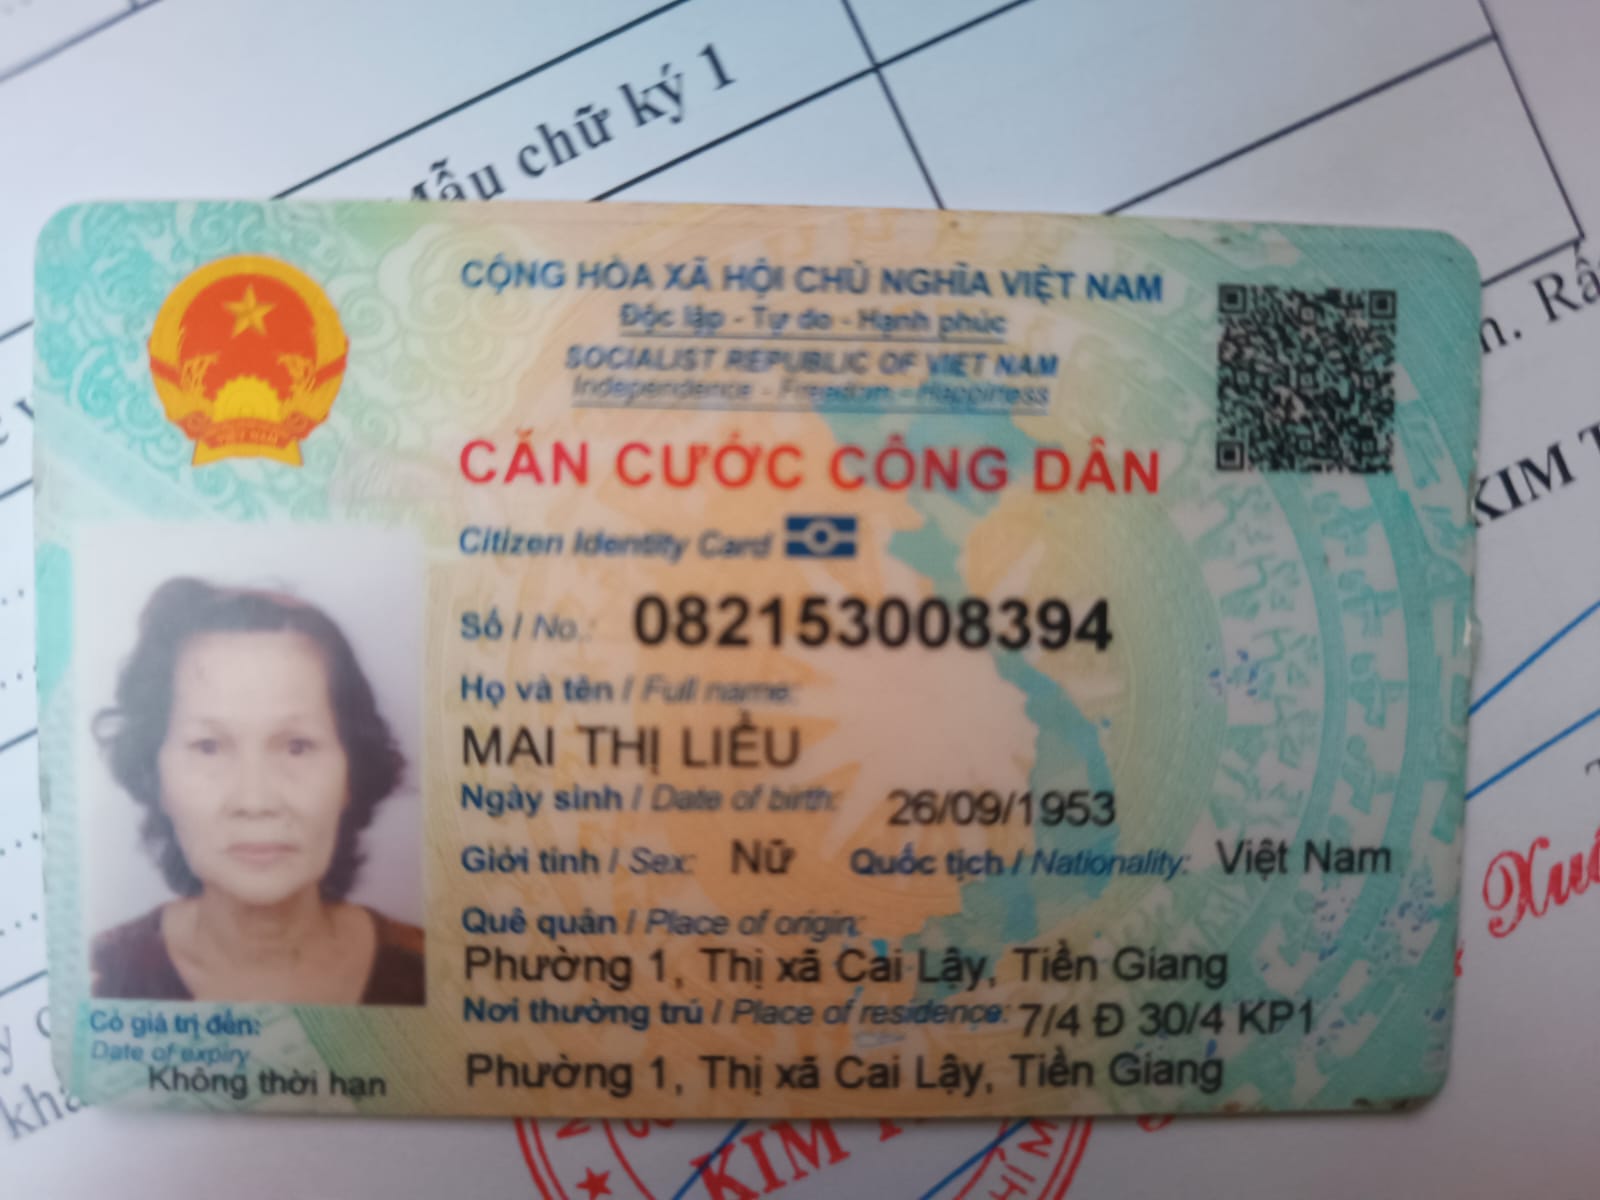 Mẫu chữ ký 1
CỘNG HÒA XÃ HỘI CHỦ NGHĨA VIỆT NAM
Độc lập - Tự do - Hạnh phúc
SOCIALIST REPUBLIC OF VIET NAM
Independence - Freedom - Happiness
CĂN CƯỚC CÔNG DÂN
Citizen Identity Card
Số / No.: 082153008394
Họ và tên / Full name:
MAI THỊ LIỀU
Ngày sinh / Date of birth: 26/09/1953
Giới tính / Sex: Nữ Quốc tịch / Nationality: Việt Nam
Quê quán / Place of origin:
Phường 1, Thị xã Cai Lậy, Tiền Giang
Nơi thường trú / Place of residence: 7/4 Đ 30/4 KP1
Phường 1, Thị xã Cai Lậy, Tiền Giang
Có giá trị đến:
Date of expiry
Không thời hạn
VIỆT NAM
KIM
KIM